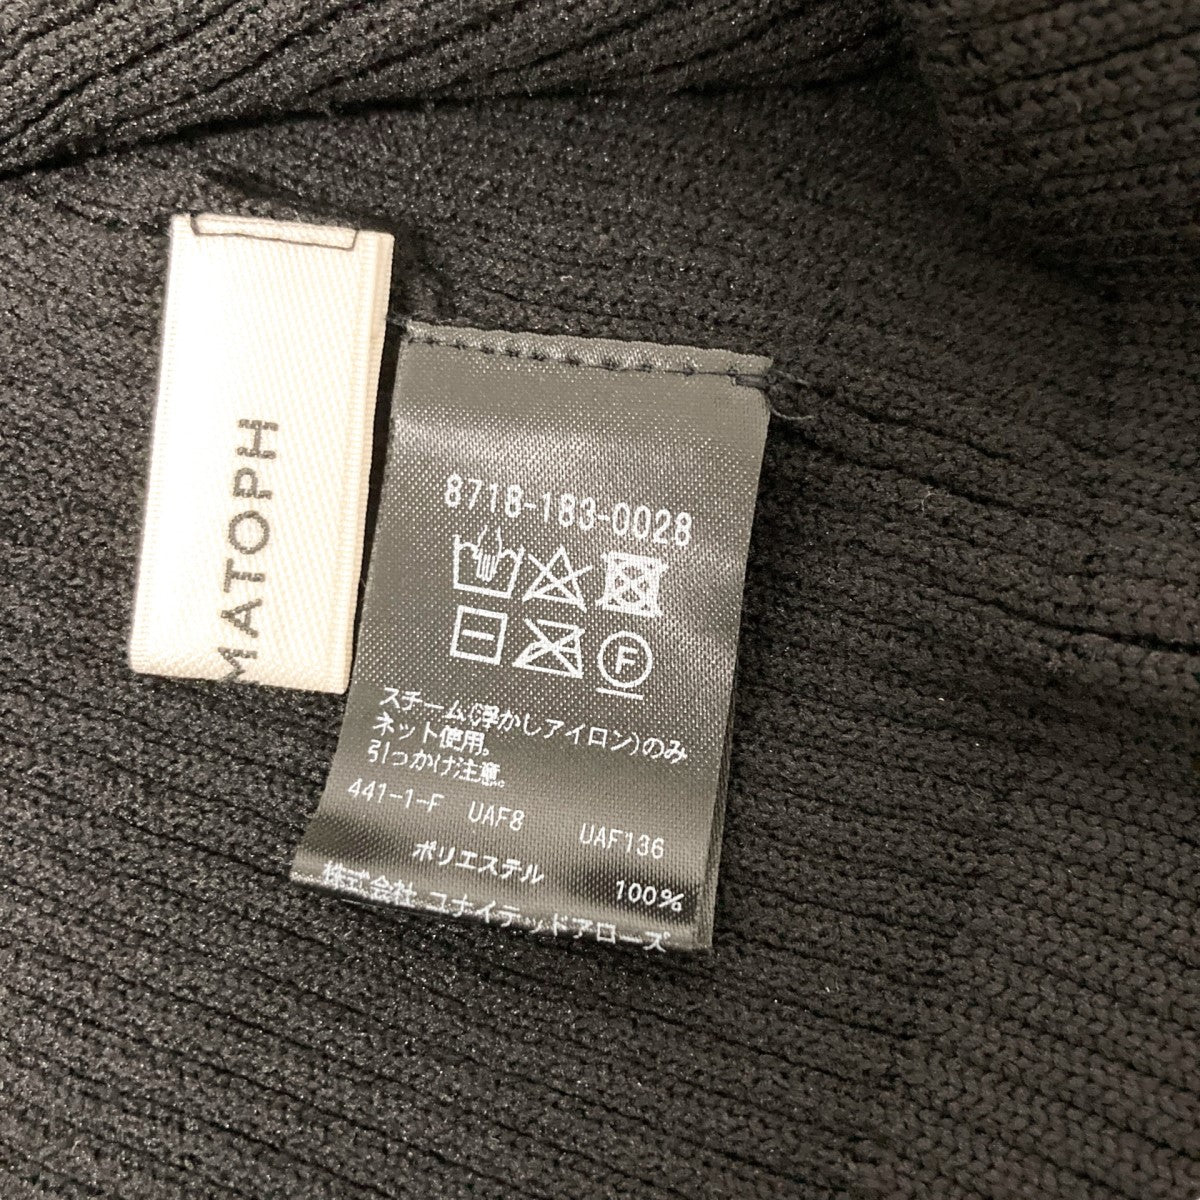 MATOPH
8718-183-0028
F
スチーム(浮かしアイロン)のみ
ネット使用。
引っかけ注意。
441-1-F UAF8 UAF136
ポリエステル 100%
株式会社 ユナイテッドアローズ